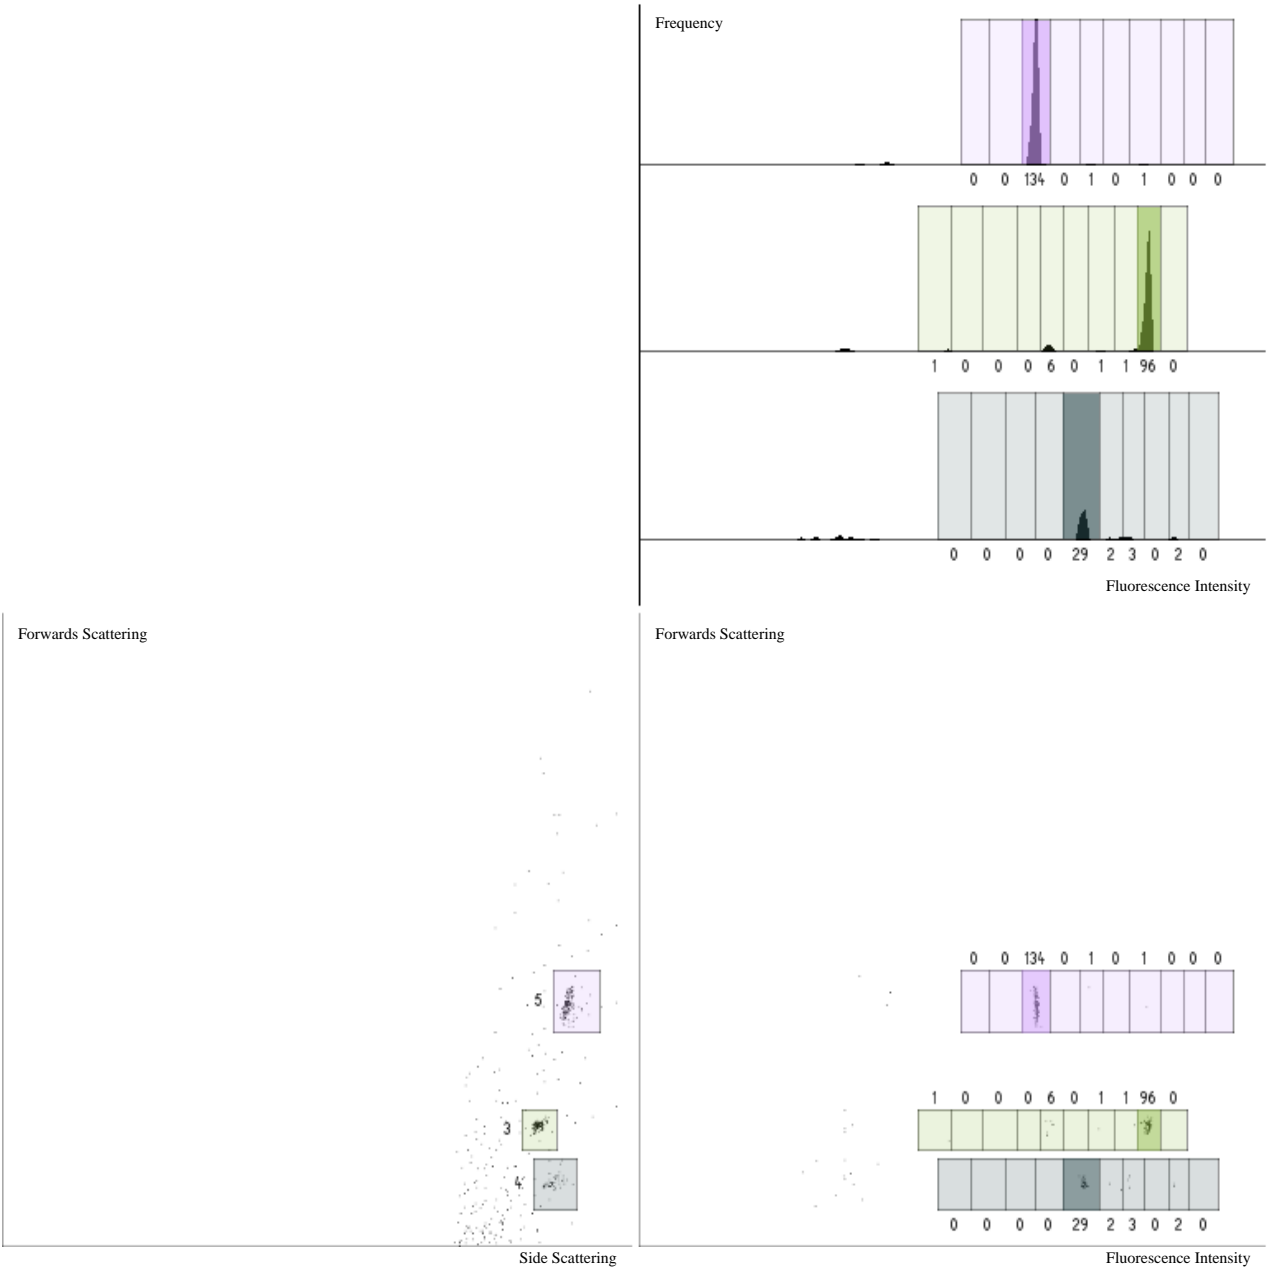 Frequency
0 0 134 0 1 0 1 0 0 0
1 0 0 0 6 0 1 1 96 0
0 0 0 0 29 2 3 0 2 0
Fluorescence Intensity
Forwards Scattering
5
3
4
Side Scattering
Forwards Scattering
0 0 134 0 1 0 1 0 0 0
1 0 0 0 6 0 1 1 96 0
0 0 0 0 29 2 3 0 2 0
Fluorescence Intensity